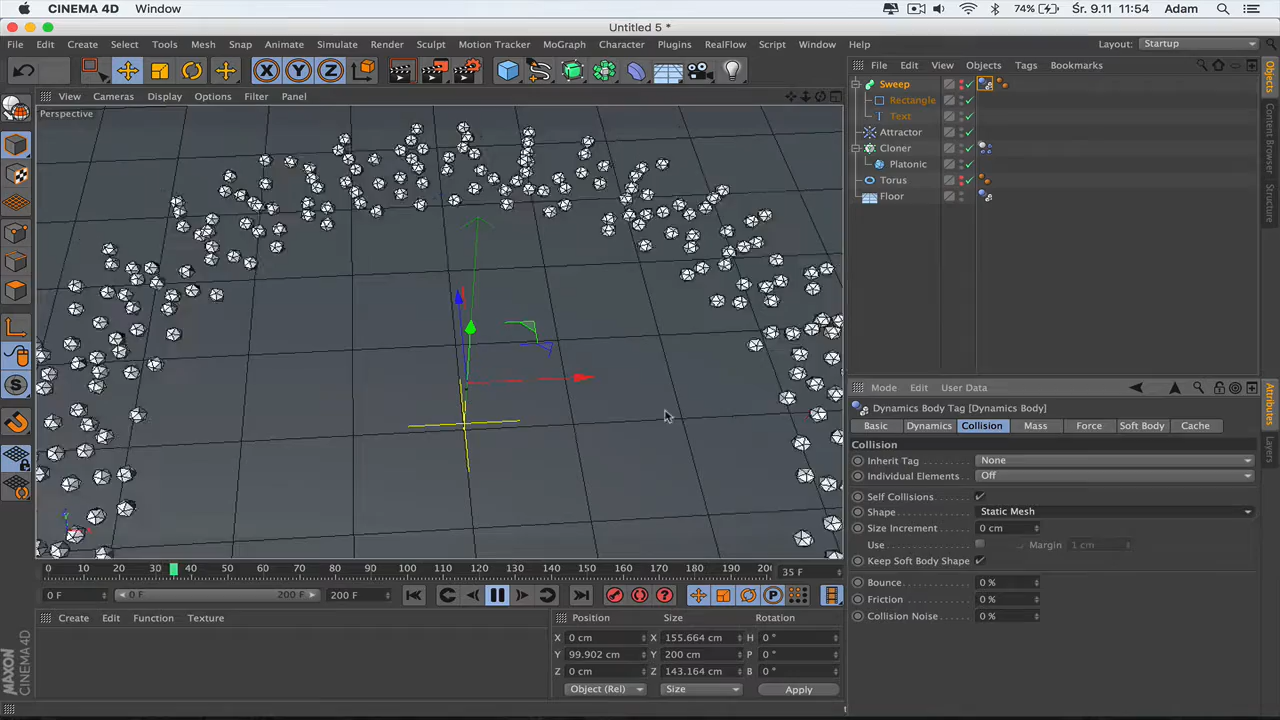 CINEMA 4D Window 74% Śr. 9.11 11:54 Adam
Untitled 5 *
File Edit Create Select Tools Mesh Snap Animate Simulate Render Sculpt Motion Tracker MoGraph Character Plugins RealFlow Script Window Help Layout: Startup
X Y Z
File Edit View Objects Tags Bookmarks
View Cameras Display Options Filter Panel
Perspective
Sweep
Rectangle
Text
Attractor
Cloner
Platonic
Torus
Floor
Objects
Content Browser
Structure
Mode Edit User Data
Dynamics Body Tag [Dynamics Body]
Basic Dynamics Collision Mass Force Soft Body Cache
Collision
Inherit Tag None
Individual Elements Off
Self Collisions
Shape Static Mesh
Size Increment 0 cm
Use Margin 1 cm
Keep Soft Body Shape
Bounce 0 %
Friction 0 %
Collision Noise 0 %
Attributes
Layers
0 10 20 30 40 50 60 70 80 90 100 110 120 130 140 150 160 170 180 190 20 35 F
0 F 0 F 200 F 200 F
Create Edit Function Texture
Position Size Rotation
X 0 cm X 155.664 cm H 0 °
Y 99.902 cm Y 200 cm P 0 °
Z 0 cm Z 143.164 cm B 0 °
Object (Rel) Size Apply
MAXON CINEMA 4D